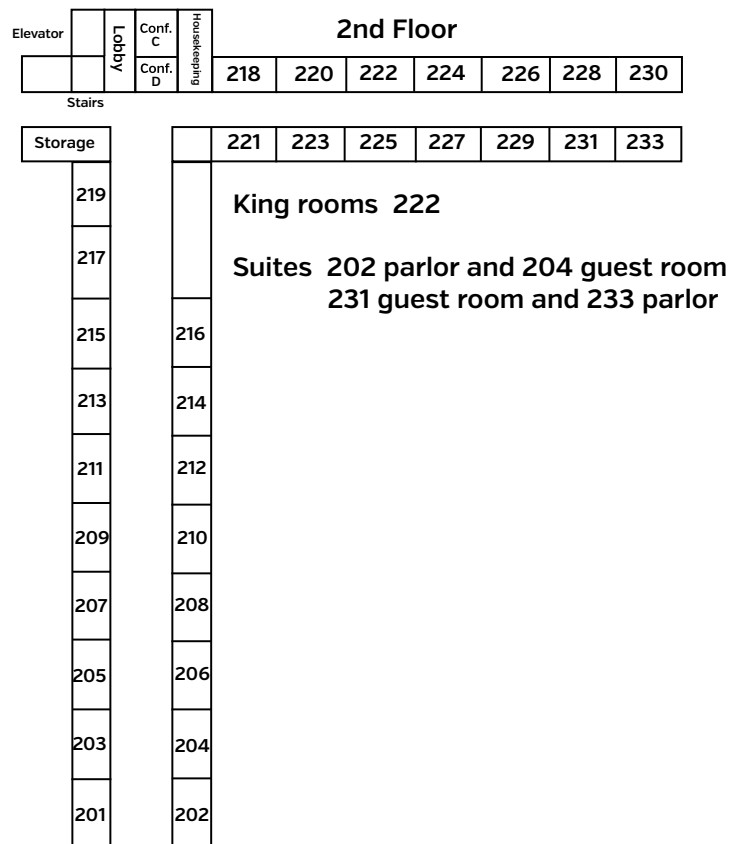 2nd Floor
Elevator
Lobby
Conf. C
Conf. D
Housekeeping
218 220 222 224 226 228 230
Stairs
Storage
221 223 225 227 229 231 233
219
King rooms 222
217
Suites 202 parlor and 204 guest room
231 guest room and 233 parlor
215 216
213 214
211 212
209 210
207 208
205 206
203 204
201 202